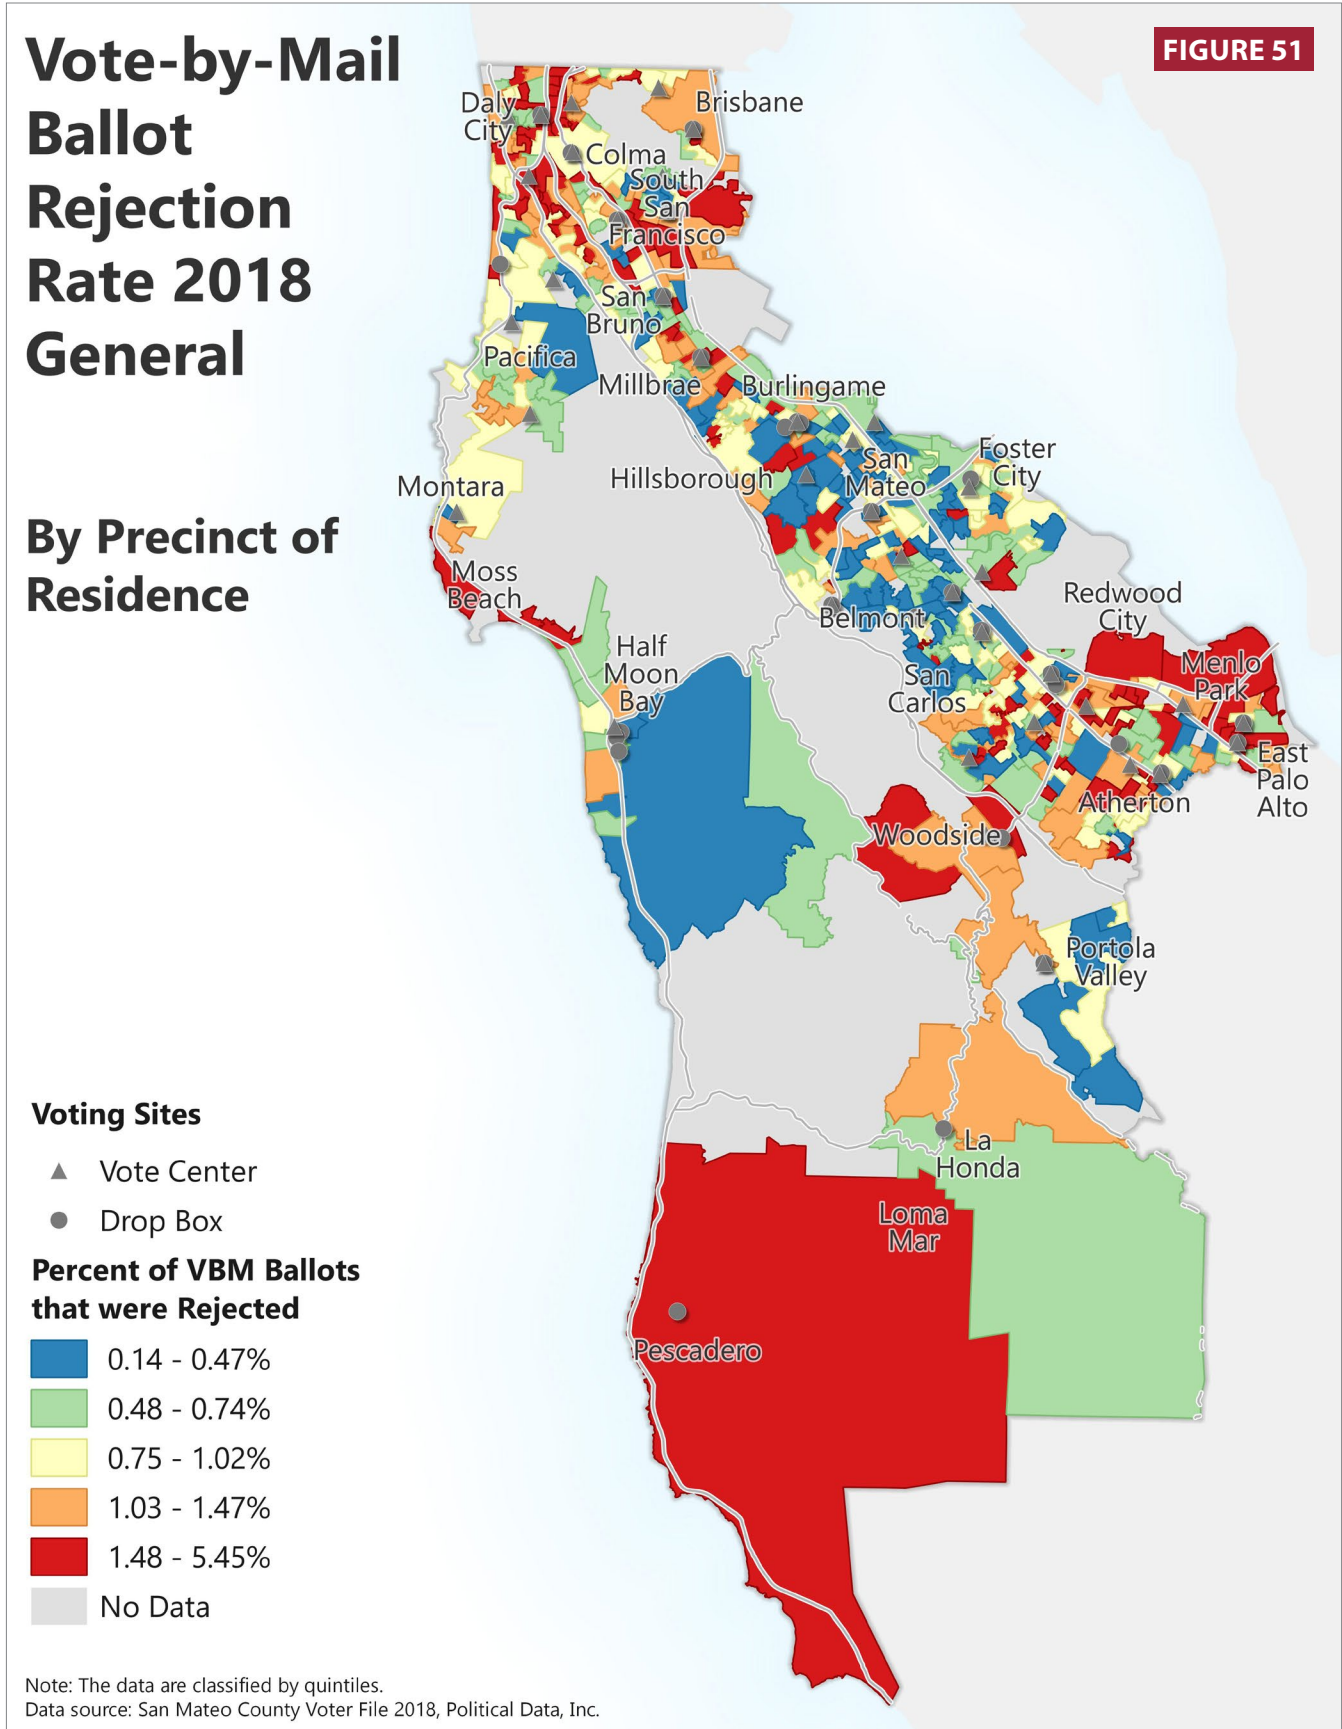 FIGURE 51
Vote-by-Mail
Ballot
Rejection
Rate 2018
General
By Precinct of
Residence
Daly
City
Brisbane
Colma
South
San
Francisco
San
Bruno
Pacifica
Millbrae
Burlingame
Hillsborough
San
Mateo
Foster
City
Montara
Moss
Beach
Belmont
Redwood
City
Half
Moon
Bay
San
Carlos
Menlo
Park
East
Palo
Alto
Atherton
Woodside
Portola
Valley
La
Honda
Loma
Mar
Pescadero
Voting Sites
Vote Center
Drop Box
Percent of VBM Ballots
that were Rejected
0.14 - 0.47%
0.48 - 0.74%
0.75 - 1.02%
1.03 - 1.47%
1.48 - 5.45%
No Data
Note: The data are classified by quintiles.
Data source: San Mateo County Voter File 2018, Political Data, Inc.